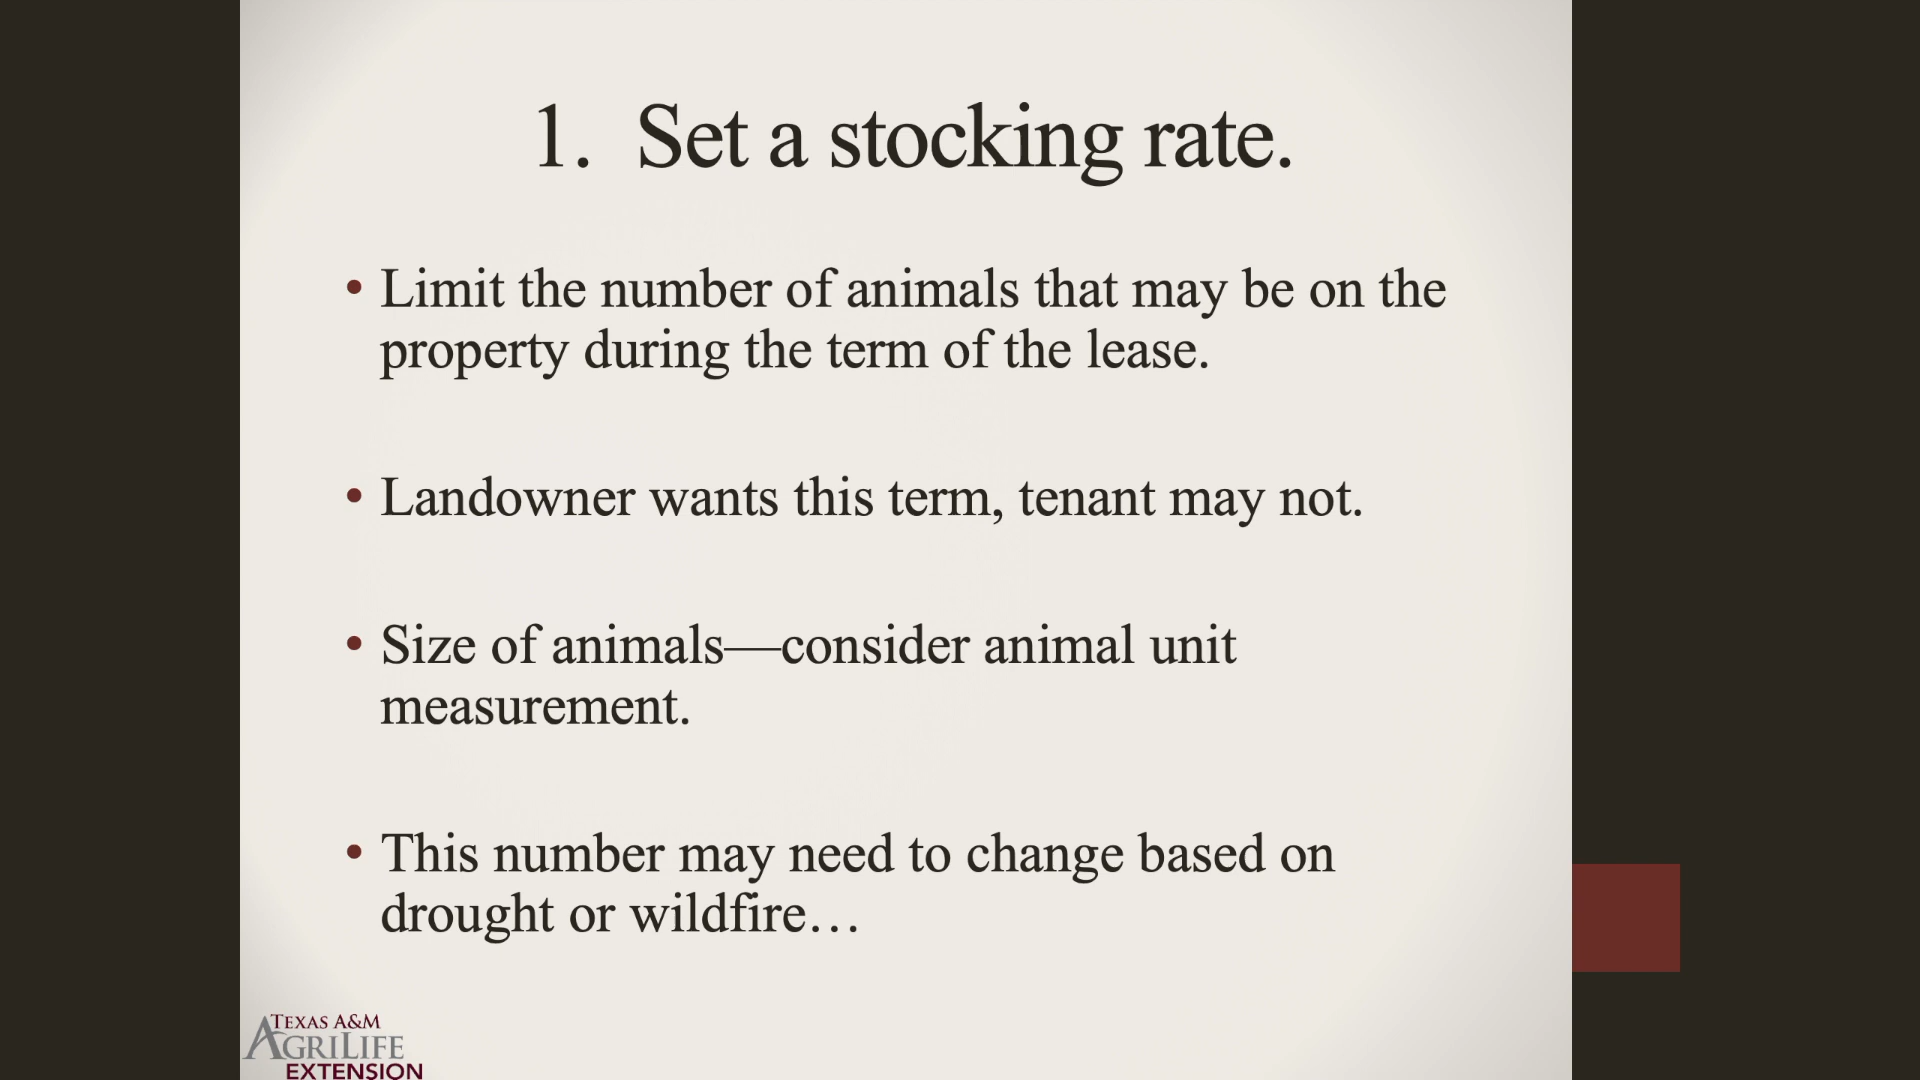 1. Set a stocking rate.
• Limit the number of animals that may be on the
property during the term of the lease.
• Landowner wants this term, tenant may not.
• Size of animals—consider animal unit
measurement.
• This number may need to change based on
drought or wildfire…
TEXAS A&M
AGRILIFE
EXTENSION